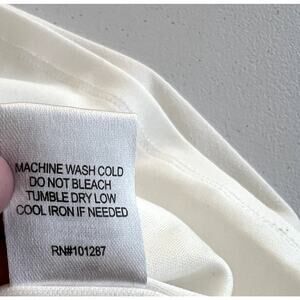 MACHINE WASH COLD
DO NOT BLEACH
TUMBLE DRY LOW
COOL IRON IF NEEDED
RN#101287